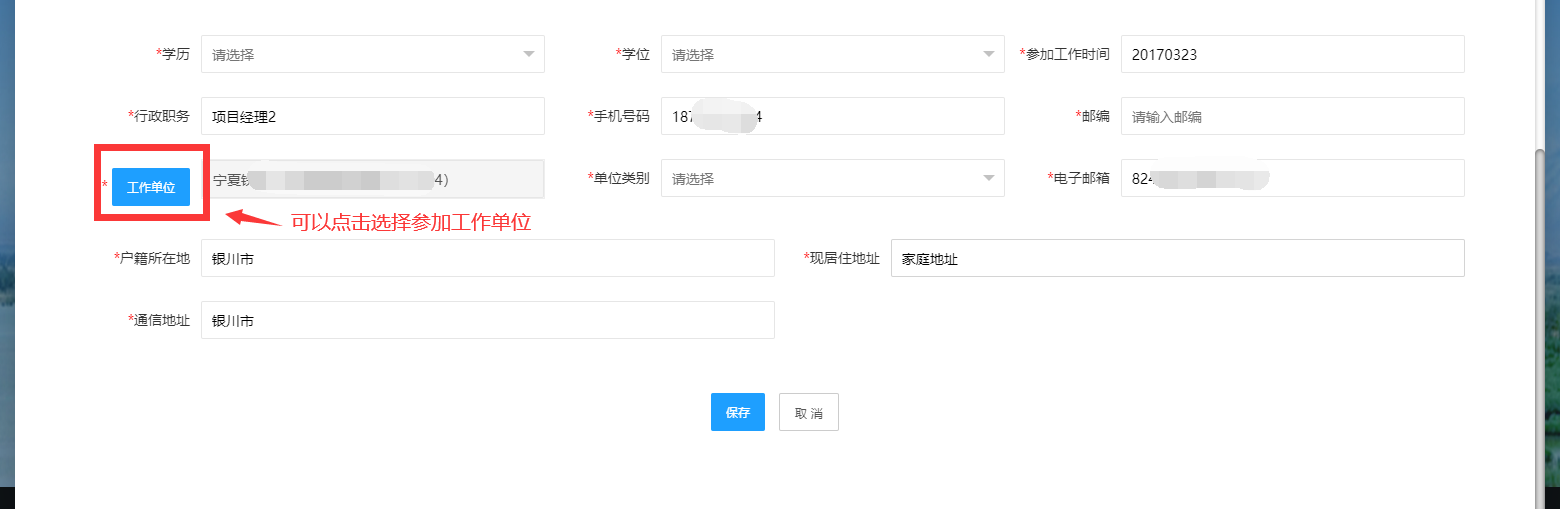 *学历 请选择 *学位 请选择 *参加工作时间 20170323
*行政职务 项目经理2 *手机号码 187 4 *邮编 请输入邮编
* 工作单位 宁夏 4） *单位类别 请选择 *电子邮箱 824
可以点击选择参加工作单位
*户籍所在地 银川市 *现居住地址 家庭地址
*通信地址 银川市
保存 取 消